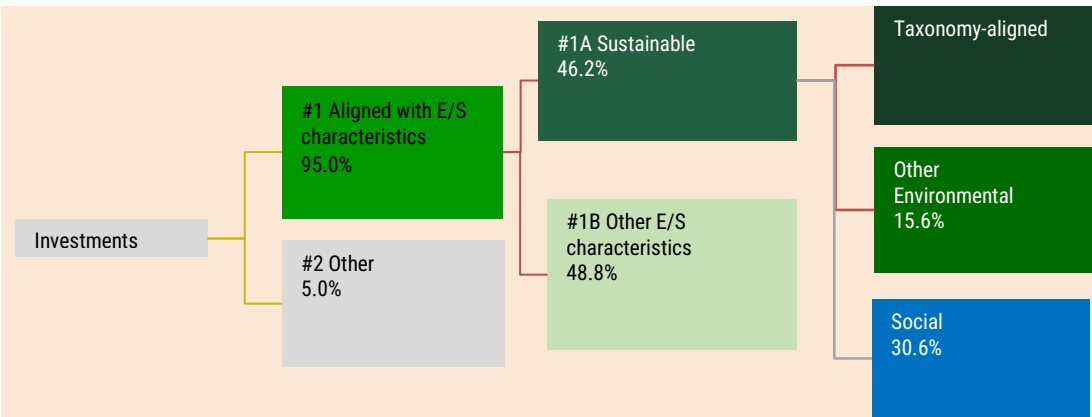 Investments
#1 Aligned with E/S
characteristics
95.0%
#2 Other
5.0%
#1A Sustainable
46.2%
#1B Other E/S
characteristics
48.8%
Taxonomy-aligned
Other
Environmental
15.6%
Social
30.6%